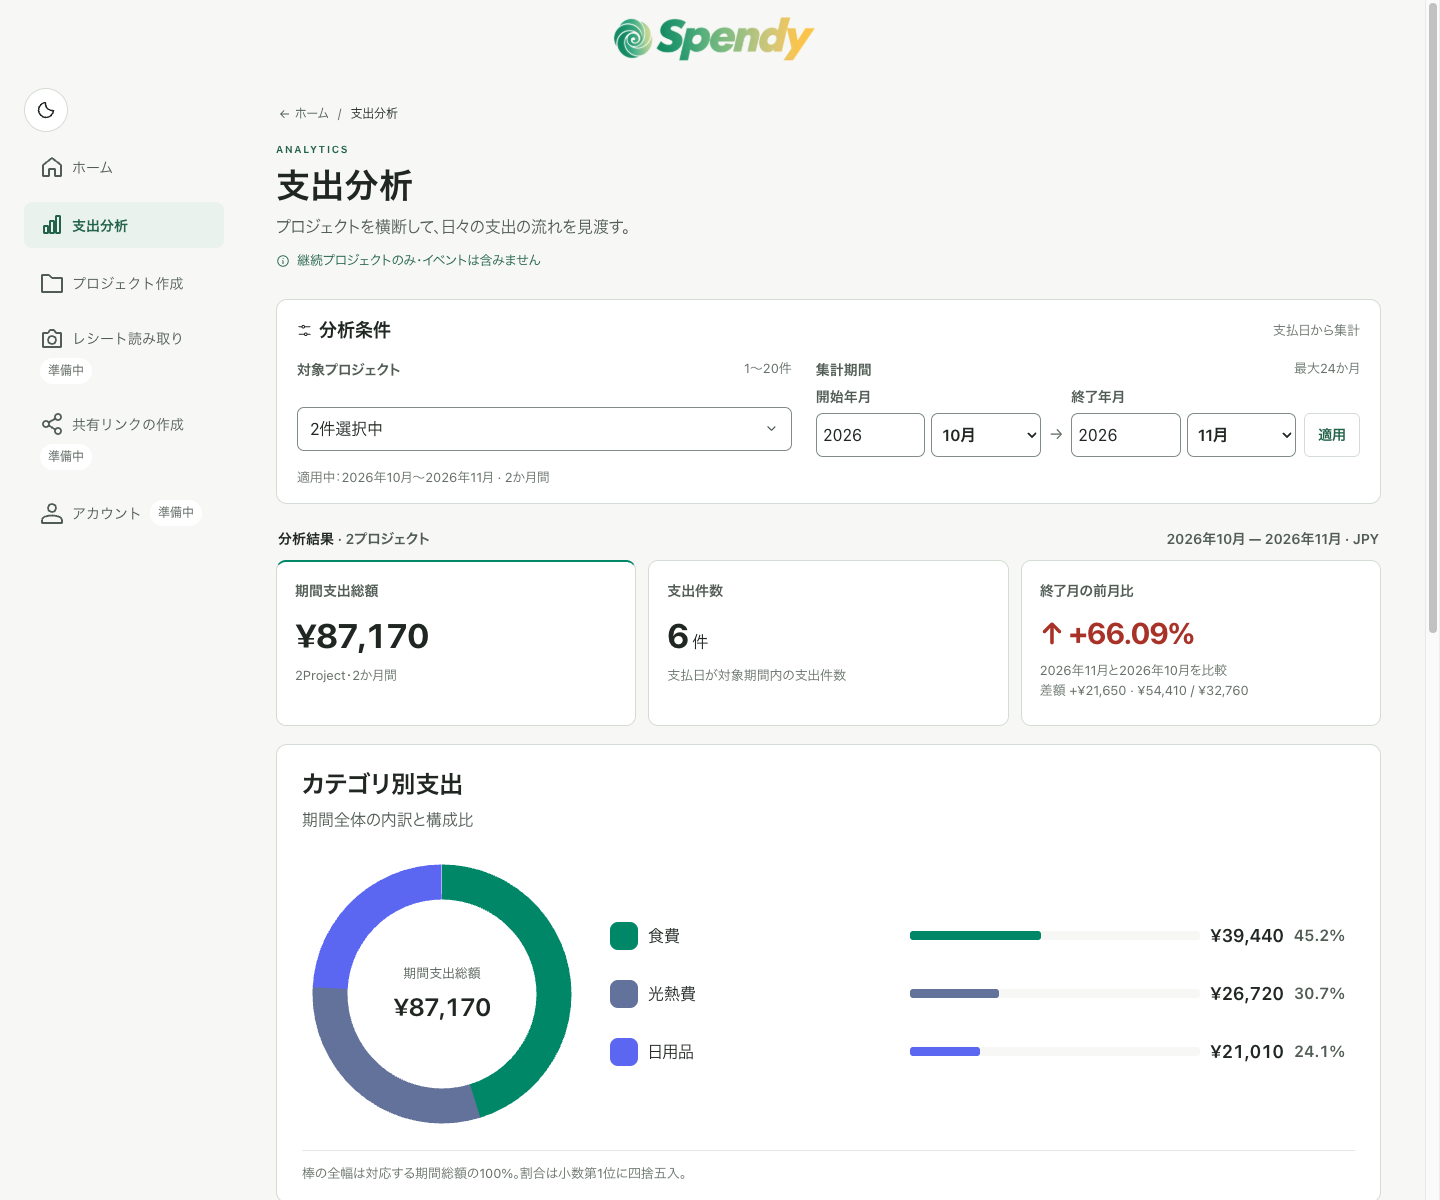 Spendy
← ホーム / 支出分析
ANALYTICS
支出分析
プロジェクトを横断して、日々の支出の流れを見渡す。
継続プロジェクトのみ・イベントは含みません
ホーム
支出分析
プロジェクト作成
レシート読み取り
準備中
共有リンクの作成
準備中
アカウント 準備中
分析条件 支払日から集計
対象プロジェクト 1〜20件
2件選択中
集計期間 最大24か月
開始年月 終了年月
2026 10月 → 2026 11月 適用
適用中：2026年10月〜2026年11月 · 2か月間
分析結果 · 2プロジェクト 2026年10月 — 2026年11月 · JPY
期間支出総額
¥87,170
2Project・2か月間
支出件数
6 件
支払日が対象期間内の支出件数
終了月の前月比
↑ +66.09%
2026年11月と2026年10月を比較
差額 +¥21,650 · ¥54,410 / ¥32,760
カテゴリ別支出
期間全体の内訳と構成比
期間支出総額
¥87,170
食費 ¥39,440 45.2%
光熱費 ¥26,720 30.7%
日用品 ¥21,010 24.1%
棒の全幅は対応する期間総額の100%。割合は小数第1位に四捨五入。